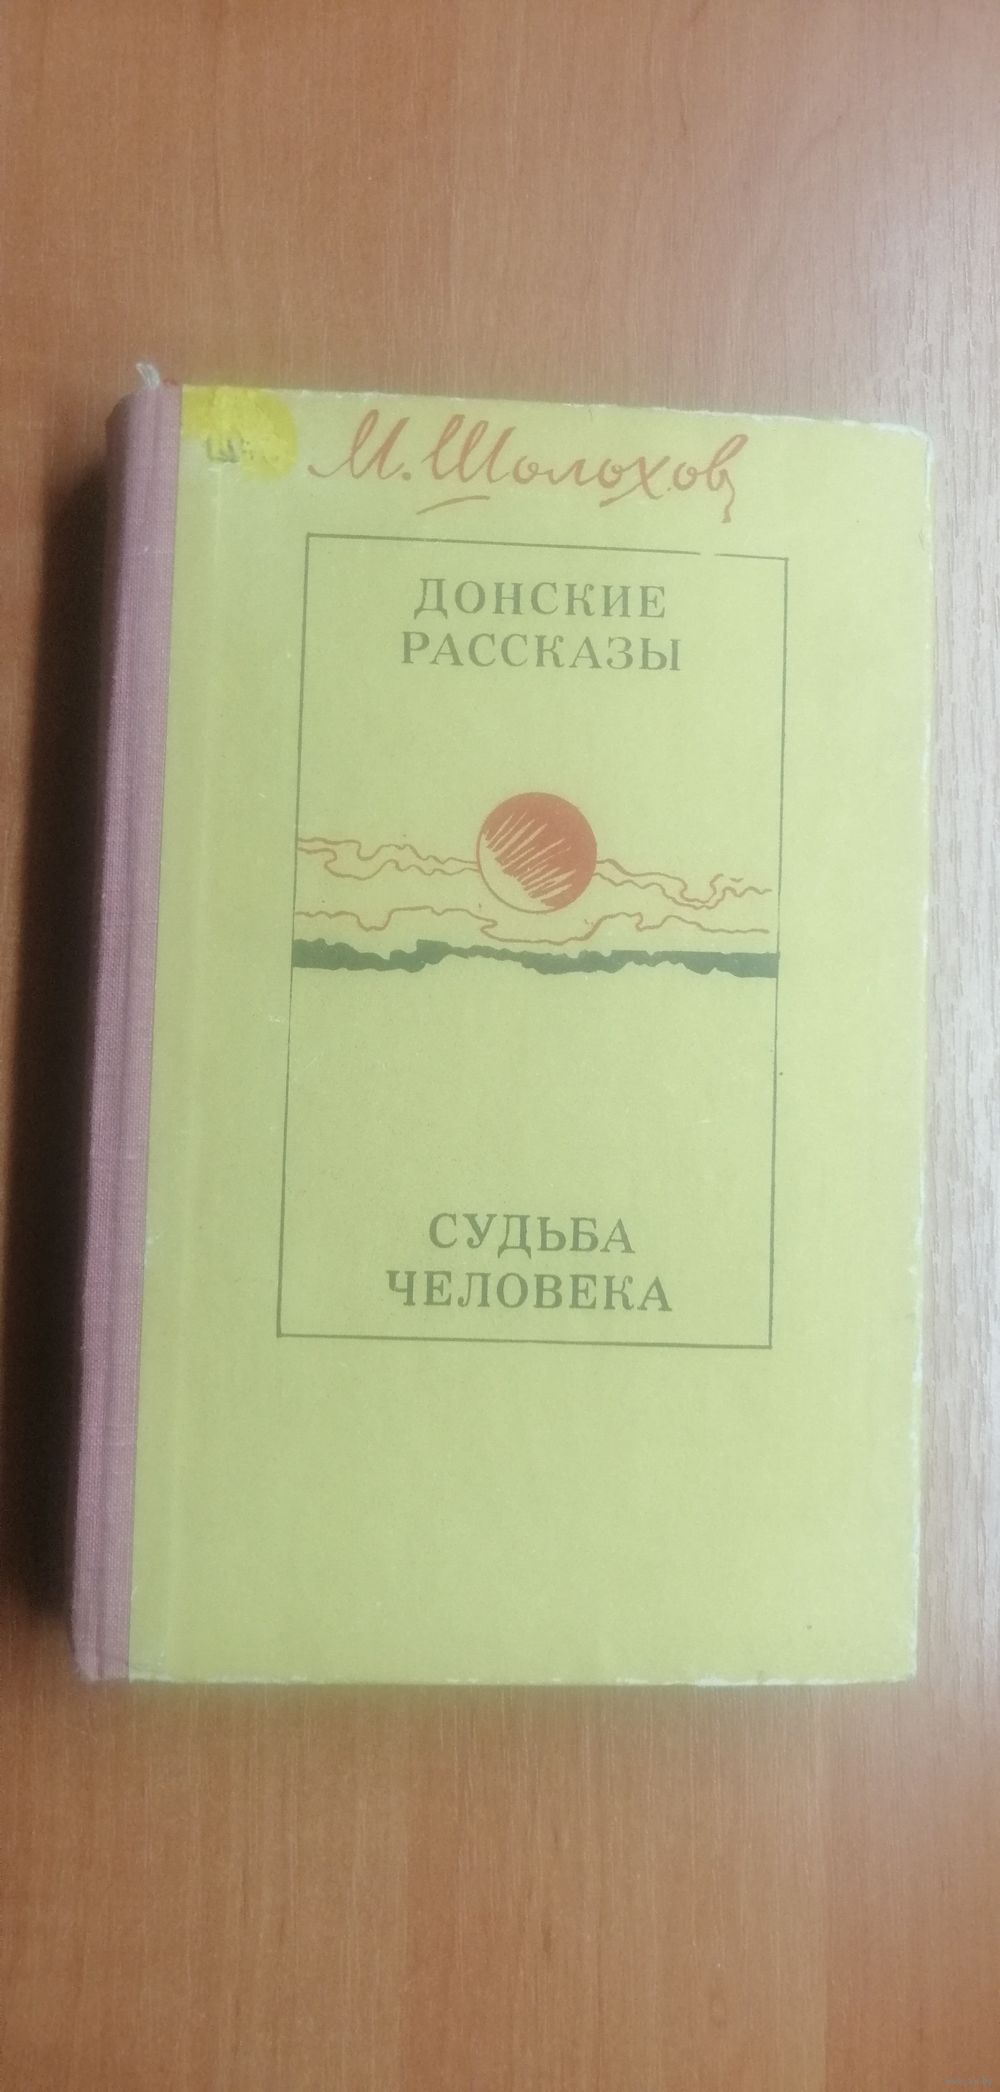 М. Шолохов
ДОНСКИЕ
РАССКАЗЫ
СУДЬБА
ЧЕЛОВЕКА